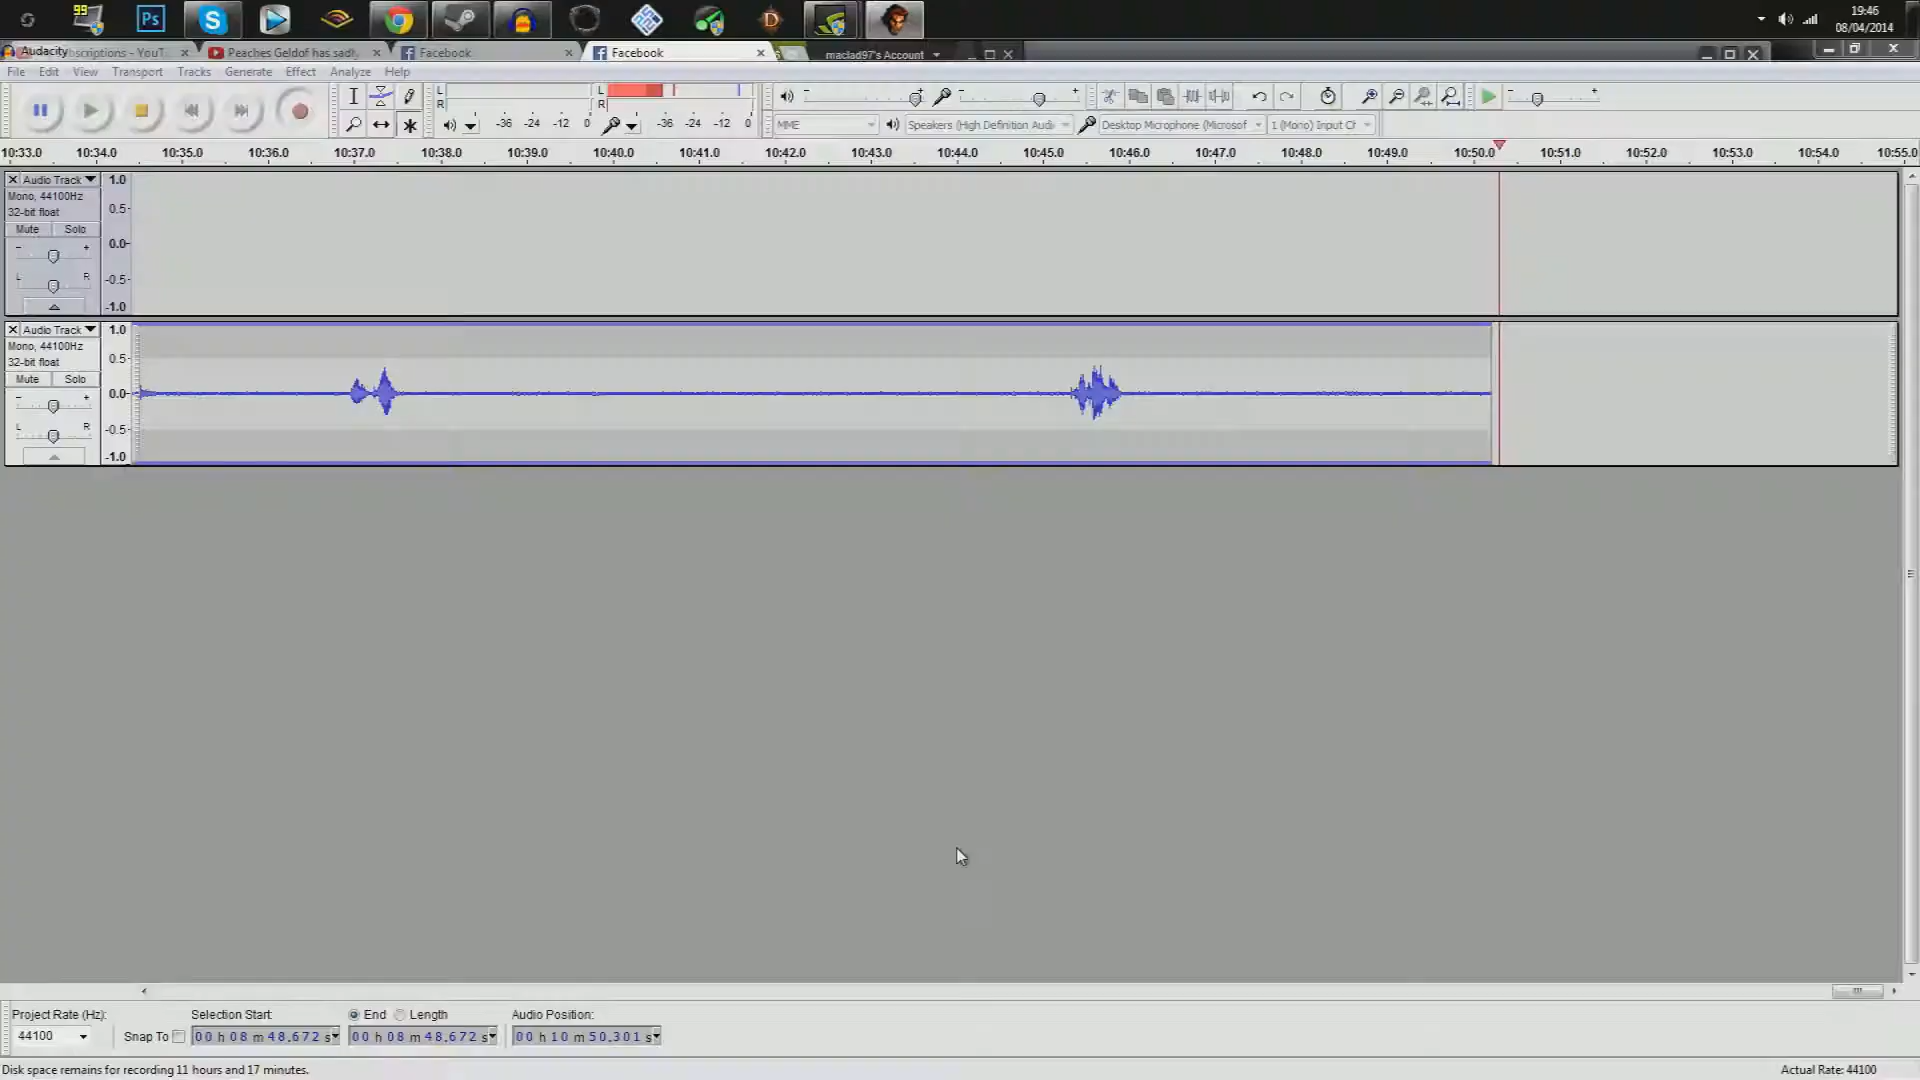 99
Ps
19:46
08/04/2014
Audacity
bscriptions - YouT
Peaches Geldof has sadly
Facebook
Facebook
maclad97's Account
File Edit View Transport Tracks Generate Effect Analyze Help
L
R
-36 -24 -12 0
L
R
-36 -24 -12 0
MME
Speakers (High Definition Audi
Desktop Microphone (Microsof
1 (Mono) Input Ch
10:33.0 10:34.0 10:35.0 10:36.0 10:37.0 10:38.0 10:39.0 10:40.0 10:41.0 10:42.0 10:43.0 10:44.0 10:45.0 10:46.0 10:47.0 10:48.0 10:49.0 10:50.0 10:51.0 10:52.0 10:53.0 10:54.0 10:55.0
Audio Track
Mono, 44100Hz
32-bit float
Mute Solo
- +
L R
1.0
0.5-
0.0-
-0.5-
-1.0
Audio Track
Mono, 44100Hz
32-bit float
Mute Solo
- +
L R
1.0
0.5-
0.0-
-0.5-
-1.0
Project Rate (Hz):
44100
Snap To
Selection Start:
00 h 08 m 48.672 s
End Length
00 h 08 m 48.672 s
Audio Position:
00 h 10 m 50.301 s
Disk space remains for recording 11 hours and 17 minutes.
Actual Rate: 44100